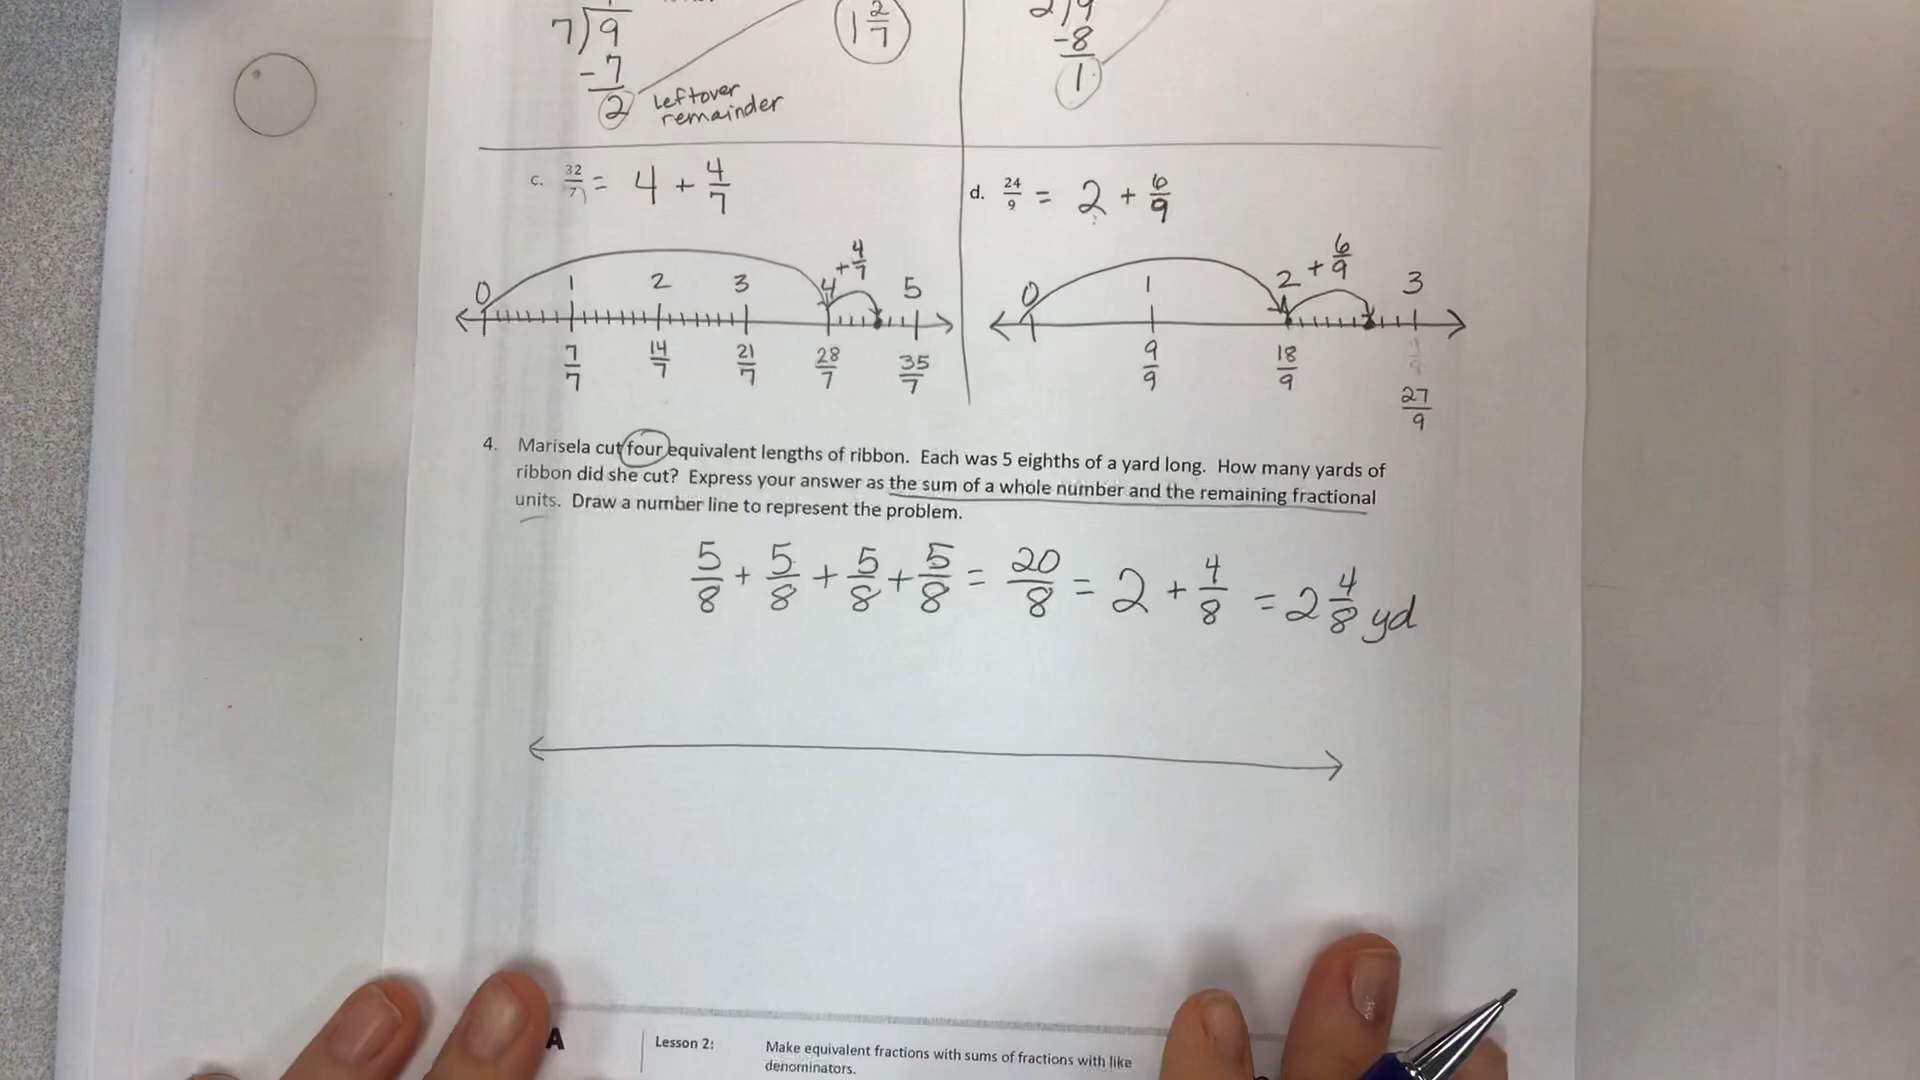 7)9
-7
2
leftover
remainder
1 2/7
2)9
-8
1
c. 32/7 = 4 + 4/7
+4/7
0 1 2 3 4 5
7/7 14/7 21/7 28/7 35/7
d. 24/9 = 2 + 6/9
+6/9
0 1 2 3
9/9 18/9 27/9
4. Marisela cut four equivalent lengths of ribbon. Each was 5 eighths of a yard long. How many yards of
ribbon did she cut? Express your answer as the sum of a whole number and the remaining fractional
units. Draw a number line to represent the problem.
5/8 + 5/8 + 5/8 + 5/8 = 20/8 = 2 + 4/8 = 2 4/8 yd
A
Lesson 2:
Make equivalent fractions with sums of fractions with like
denominators.